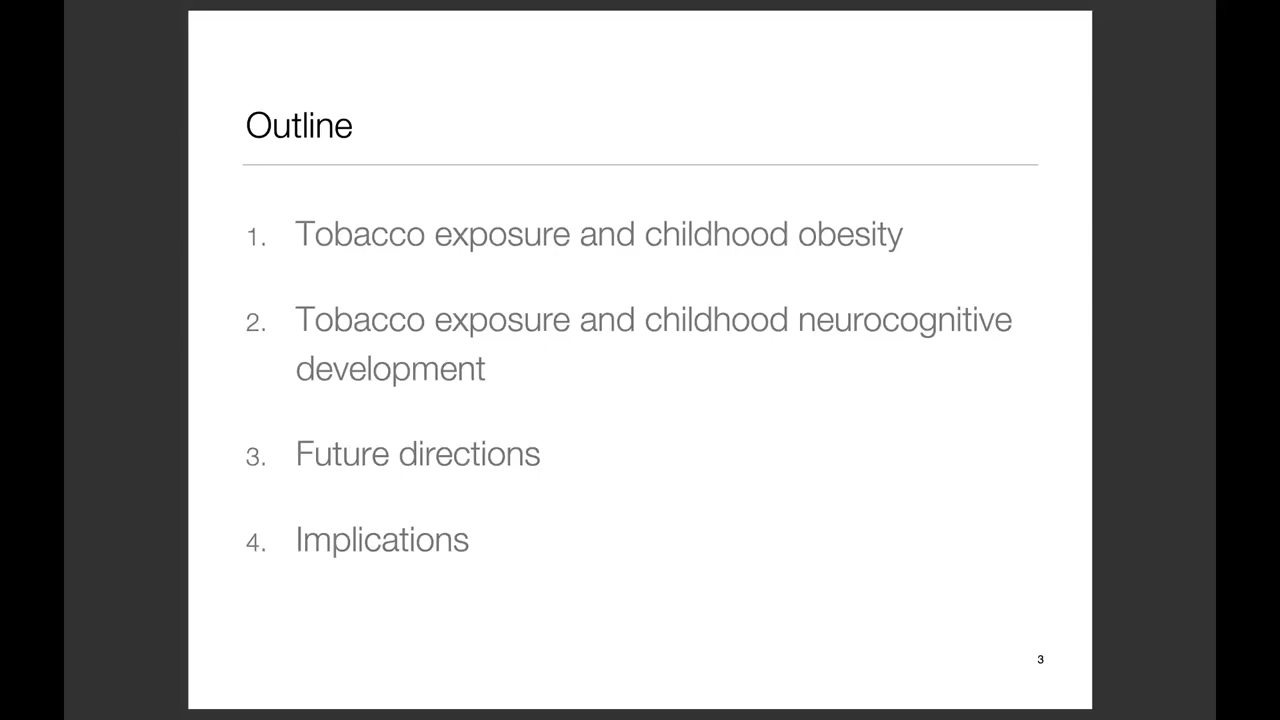 Outline
1. Tobacco exposure and childhood obesity
2. Tobacco exposure and childhood neurocognitive
development
3. Future directions
4. Implications
3